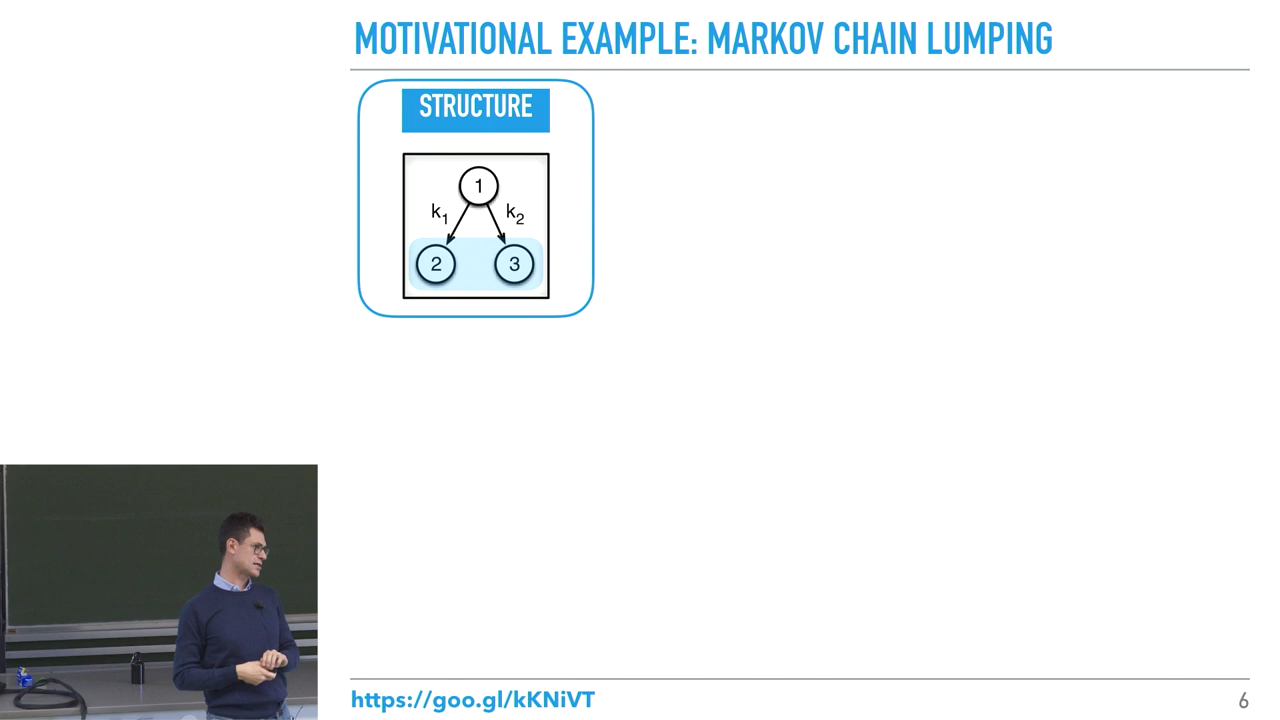 MOTIVATIONAL EXAMPLE: MARKOV CHAIN LUMPING
STRUCTURE
1
k1 k2
2 3
https://goo.gl/kKNiVT 6